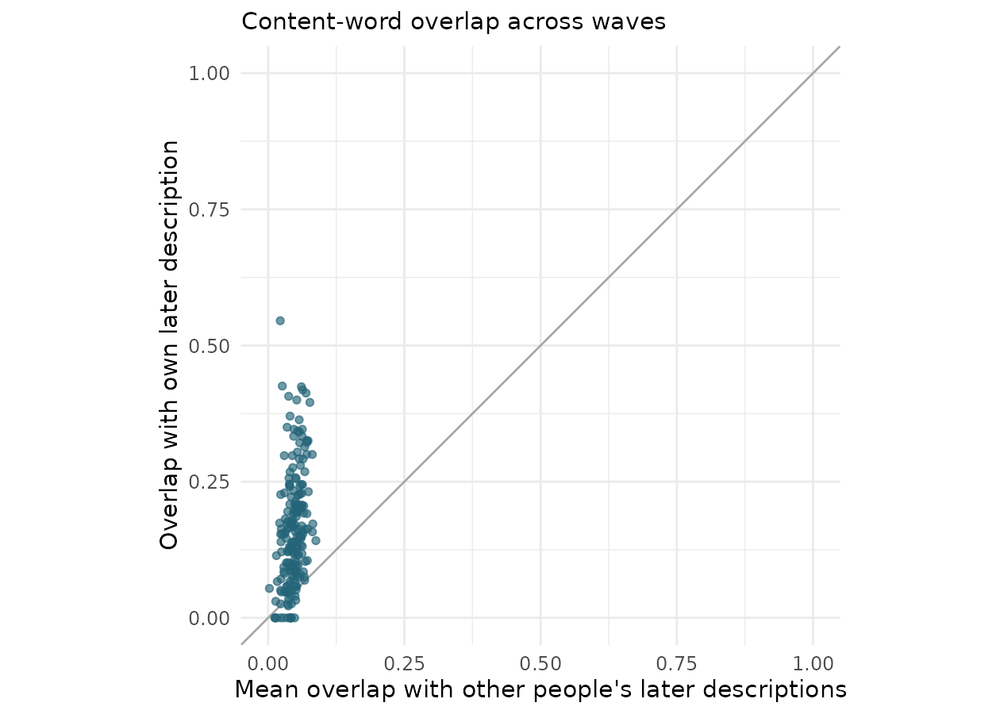 Content-word overlap across waves
1.00
0.75
0.50
0.25
0.00
Overlap with own later description
0.00 0.25 0.50 0.75 1.00
Mean overlap with other people's later descriptions